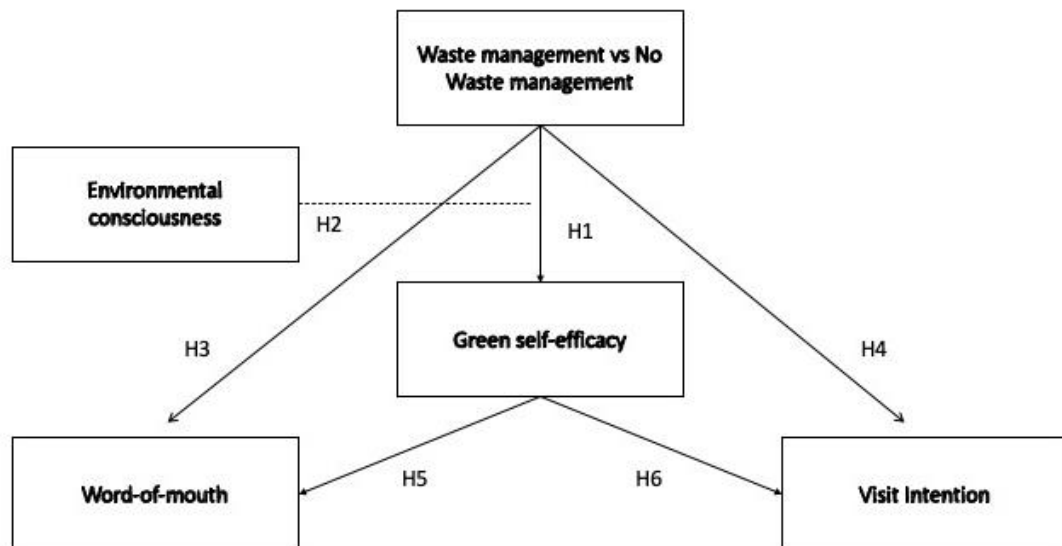 Waste management vs No
Waste management
Environmental
consciousness
H2
H1
Green self-efficacy
H3
H4
Word-of-mouth
H5
H6
Visit Intention